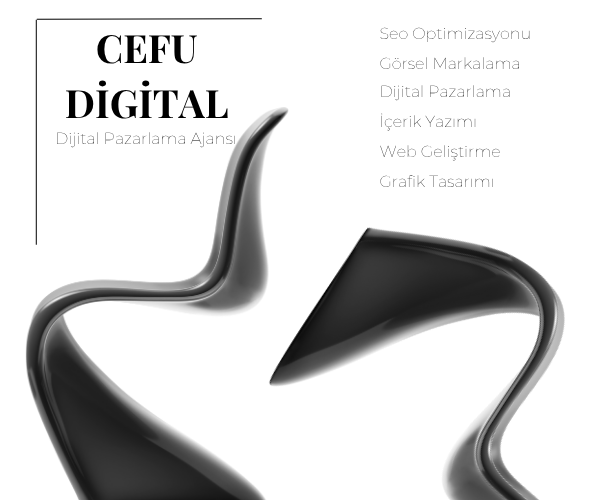 CEFU
DİGİTAL
Dijital Pazarlama Ajansı
Seo Optimizasyonu
Görsel Markalama
Dijital Pazarlama
İçerik Yazımı
Web Geliştirme
Grafik Tasarımı